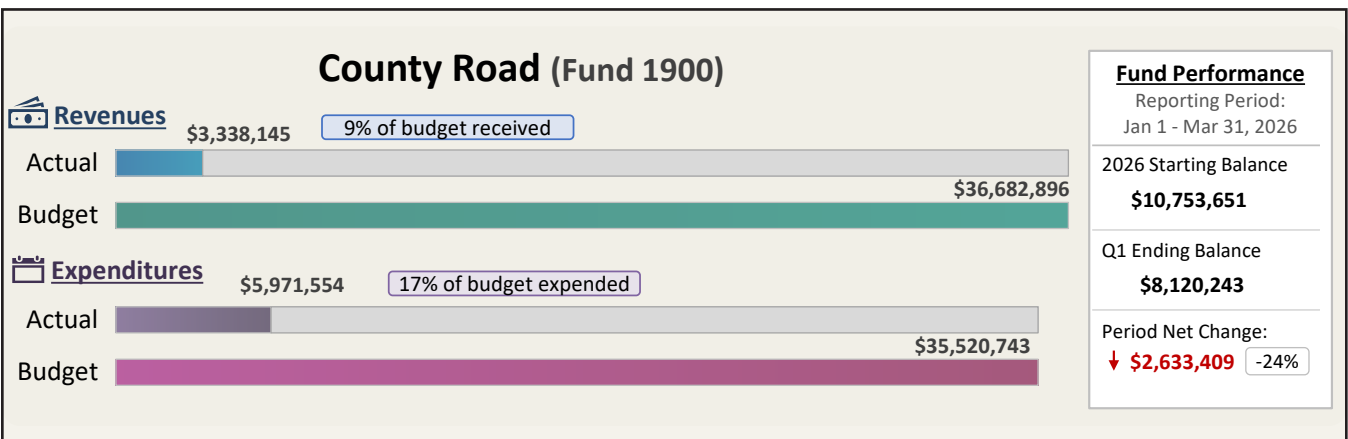 County Road (Fund 1900)
Revenues
$3,338,145
9% of budget received
Actual
$36,682,896
Budget
Expenditures
$5,971,554
17% of budget expended
Actual
$35,520,743
Budget
Fund Performance
Reporting Period:
Jan 1 - Mar 31, 2026
2026 Starting Balance
$10,753,651
Q1 Ending Balance
$8,120,243
Period Net Change:
$2,633,409 -24%